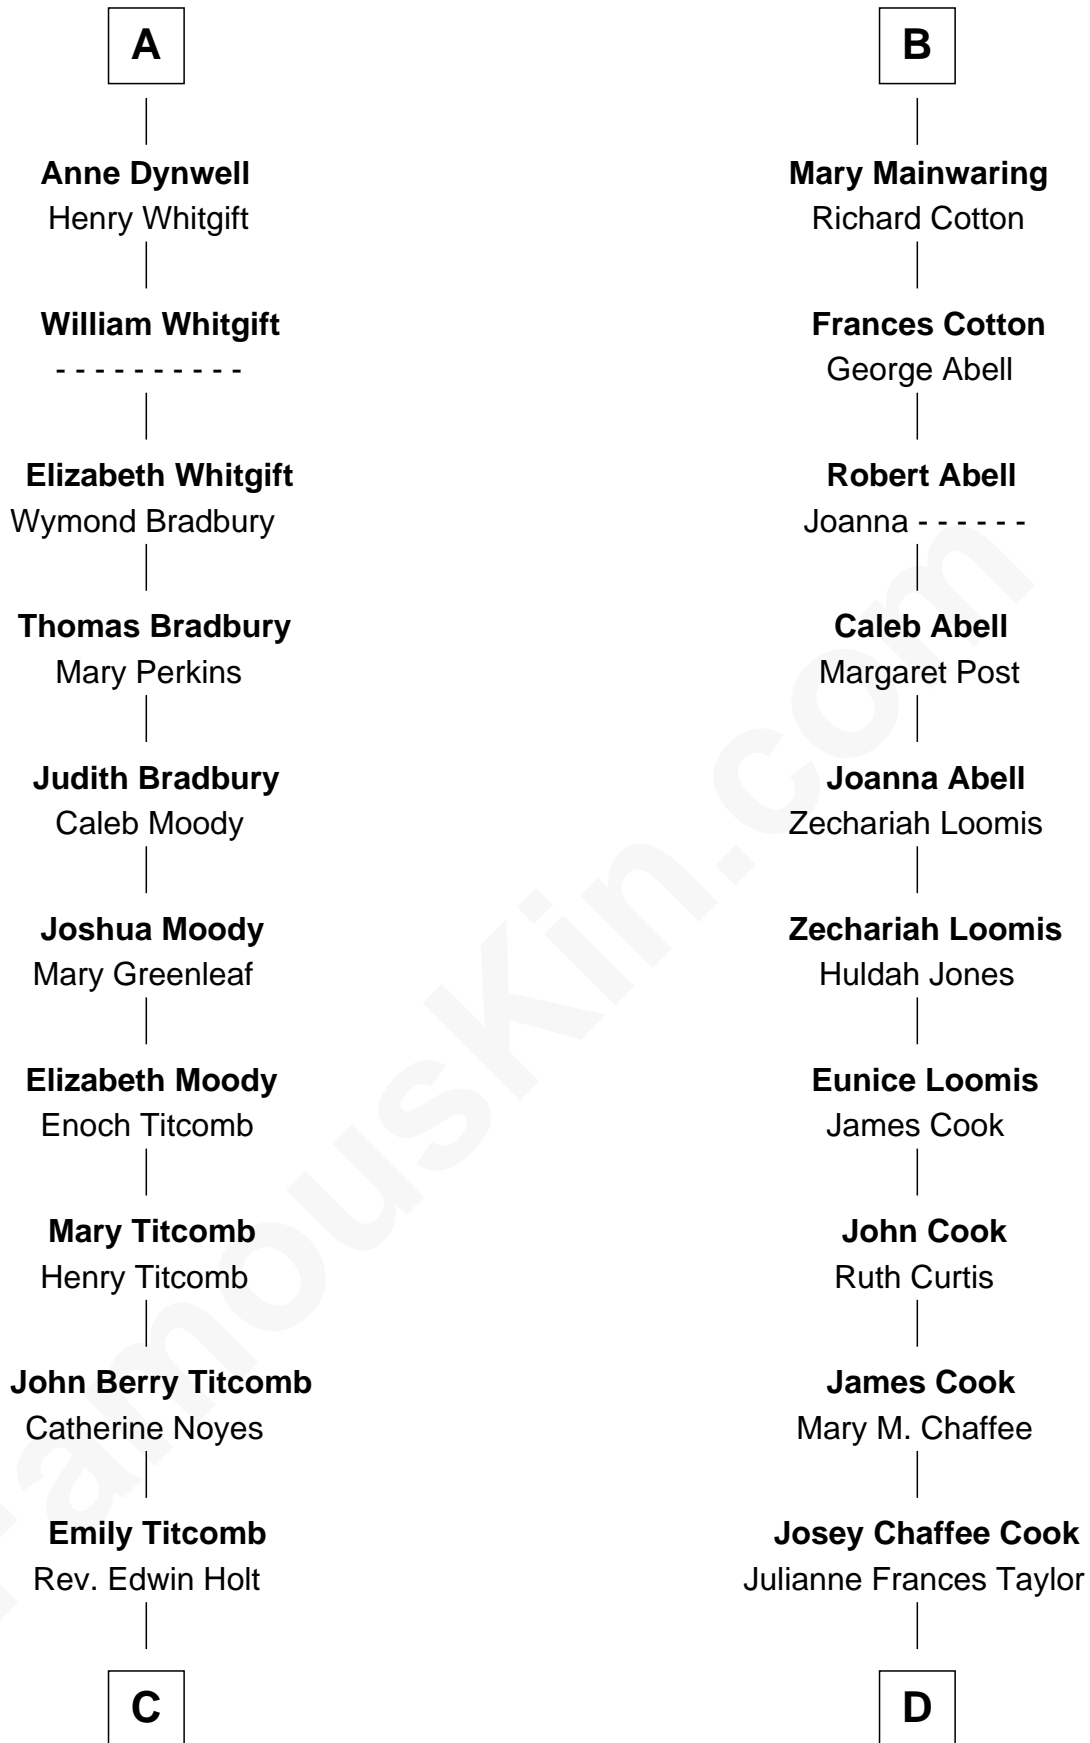 A
Anne Dynwell
Henry Whitgift
William Whitgift
- - - - - - - - - -
Elizabeth Whitgift
Wymond Bradbury
Thomas Bradbury
Mary Perkins
Judith Bradbury
Caleb Moody
Joshua Moody
Mary Greenleaf
Elizabeth Moody
Enoch Titcomb
Mary Titcomb
Henry Titcomb
John Berry Titcomb
Catherine Noyes
Emily Titcomb
Rev. Edwin Holt
C
B
Mary Mainwaring
Richard Cotton
Frances Cotton
George Abell
Robert Abell
Joanna - - - - - -
Caleb Abell
Margaret Post
Joanna Abell
Zechariah Loomis
Zechariah Loomis
Huldah Jones
Eunice Loomis
James Cook
John Cook
Ruth Curtis
James Cook
Mary M. Chaffee
Josey Chaffee Cook
Julianne Frances Taylor
D
FamousKin.com